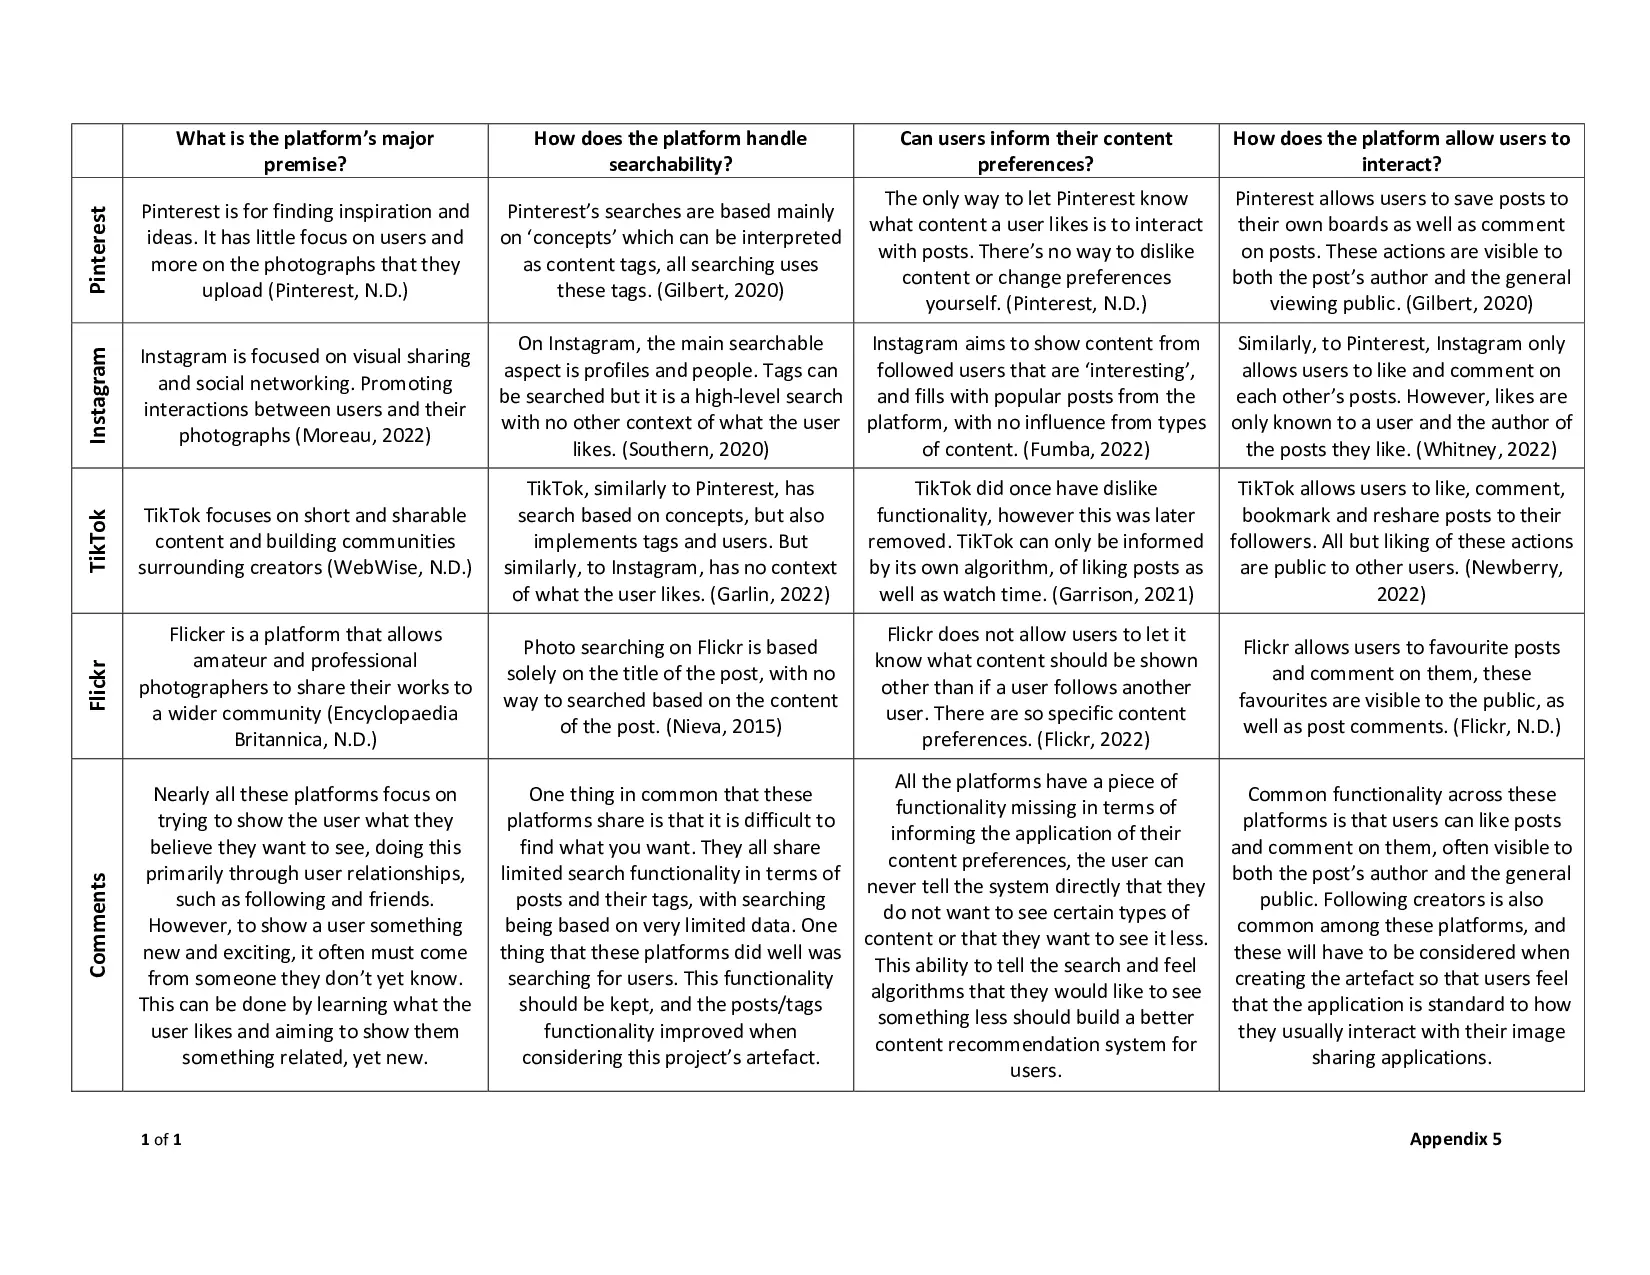 What is the platform's major
premise?
How does the platform handle
searchability?
Can users inform their content
preferences?
How does the platform allow users to
interact?
Pinterest
Pinterest is for finding inspiration and
ideas. It has little focus on users and
more on the photographs that they
upload (Pinterest, N.D.)
Pinterest's searches are based mainly
on ‘concepts’ which can be interpreted
as content tags, all searching uses
these tags. (Gilbert, 2020)
The only way to let Pinterest know
what content a user likes is to interact
with posts. There's no way to dislike
content or change preferences
yourself. (Pinterest, N.D.)
Pinterest allows users to save posts to
their own boards as well as comment
on posts. These actions are visible to
both the post's author and the general
viewing public. (Gilbert, 2020)
Instagram
Instagram is focused on visual sharing
and social networking. Promoting
interactions between users and their
photographs (Moreau, 2022)
On Instagram, the main searchable
aspect is profiles and people. Tags can
be searched but it is a high-level search
with no other context of what the user
likes. (Southern, 2020)
Instagram aims to show content from
followed users that are ‘interesting’,
and fills with popular posts from the
platform, with no influence from types
of content. (Fumba, 2022)
Similarly, to Pinterest, Instagram only
allows users to like and comment on
each other's posts. However, likes are
only known to a user and the author of
the posts they like. (Whitney, 2022)
TikTok
TikTok focuses on short and sharable
content and building communities
surrounding creators (WebWise, N.D.)
TikTok, similarly to Pinterest, has
search based on concepts, but also
implements tags and users. But
similarly, to Instagram, has no context
of what the user likes. (Garlin, 2022)
TikTok did once have dislike
functionality, however this was later
removed. TikTok can only be informed
by its own algorithm, of liking posts as
well as watch time. (Garrison, 2021)
TikTok allows users to like, comment,
bookmark and reshare posts to their
followers. All but liking of these actions
are public to other users. (Newberry,
2022)
Flickr
Flicker is a platform that allows
amateur and professional
photographers to share their works to
a wider community (Encyclopaedia
Britannica, N.D.)
Photo searching on Flickr is based
solely on the title of the post, with no
way to searched based on the content
of the post. (Nieva, 2015)
Flickr does not allow users to let it
know what content should be shown
other than if a user follows another
user. There are so specific content
preferences. (Flickr, 2022)
Flickr allows users to favourite posts
and comment on them, these
favourites are visible to the public, as
well as post comments. (Flickr, N.D.)
Comments
Nearly all these platforms focus on
trying to show the user what they
believe they want to see, doing this
primarily through user relationships,
such as following and friends.
However, to show a user something
new and exciting, it often must come
from someone they don't yet know.
This can be done by learning what the
user likes and aiming to show them
something related, yet new.
One thing in common that these
platforms share is that it is difficult to
find what you want. They all share
limited search functionality in terms of
posts and their tags, with searching
being based on very limited data. One
thing that these platforms did well was
searching for users. This functionality
should be kept, and the posts/tags
functionality improved when
considering this project's artefact.
All the platforms have a piece of
functionality missing in terms of
informing the application of their
content preferences, the user can
never tell the system directly that they
do not want to see certain types of
content or that they want to see it less.
This ability to tell the search and feel
algorithms that they would like to see
something less should build a better
content recommendation system for
users.
Common functionality across these
platforms is that users can like posts
and comment on them, often visible to
both the post's author and the general
public. Following creators is also
common among these platforms, and
these will have to be considered when
creating the artefact so that users feel
that the application is standard to how
they usually interact with their image
sharing applications.
1 of 1
Appendix 5